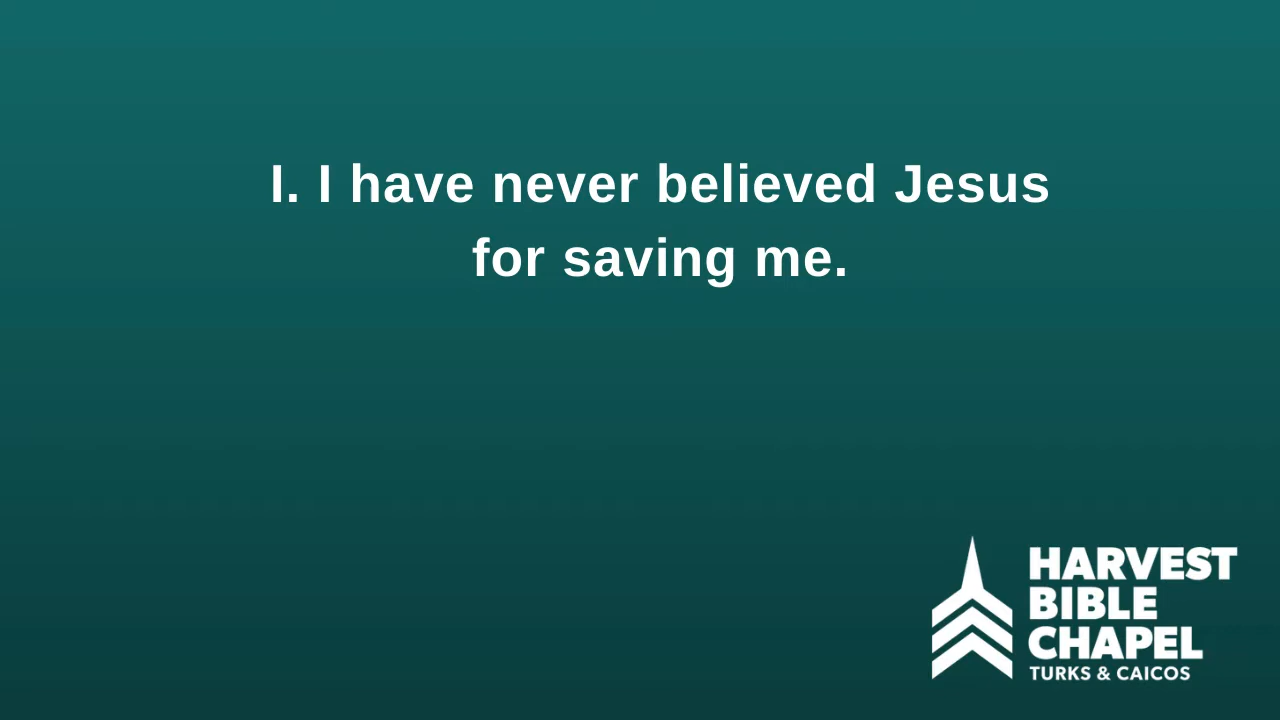 I. I have never believed Jesus
for saving me.
HARVEST
BIBLE
CHAPEL
TURKS & CAICOS